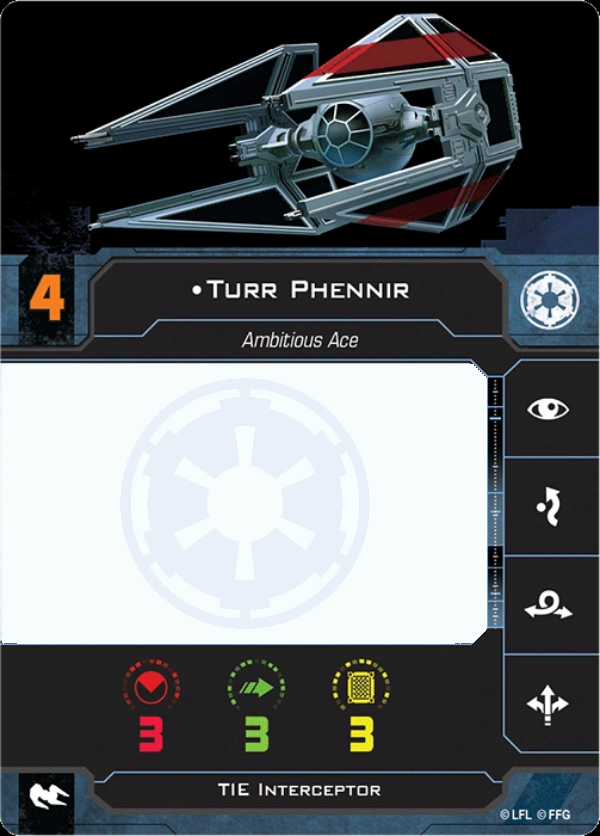 4
•Turr Phennir
Ambitious Ace
3 3 3
TIE Interceptor
©LFL ©FFG